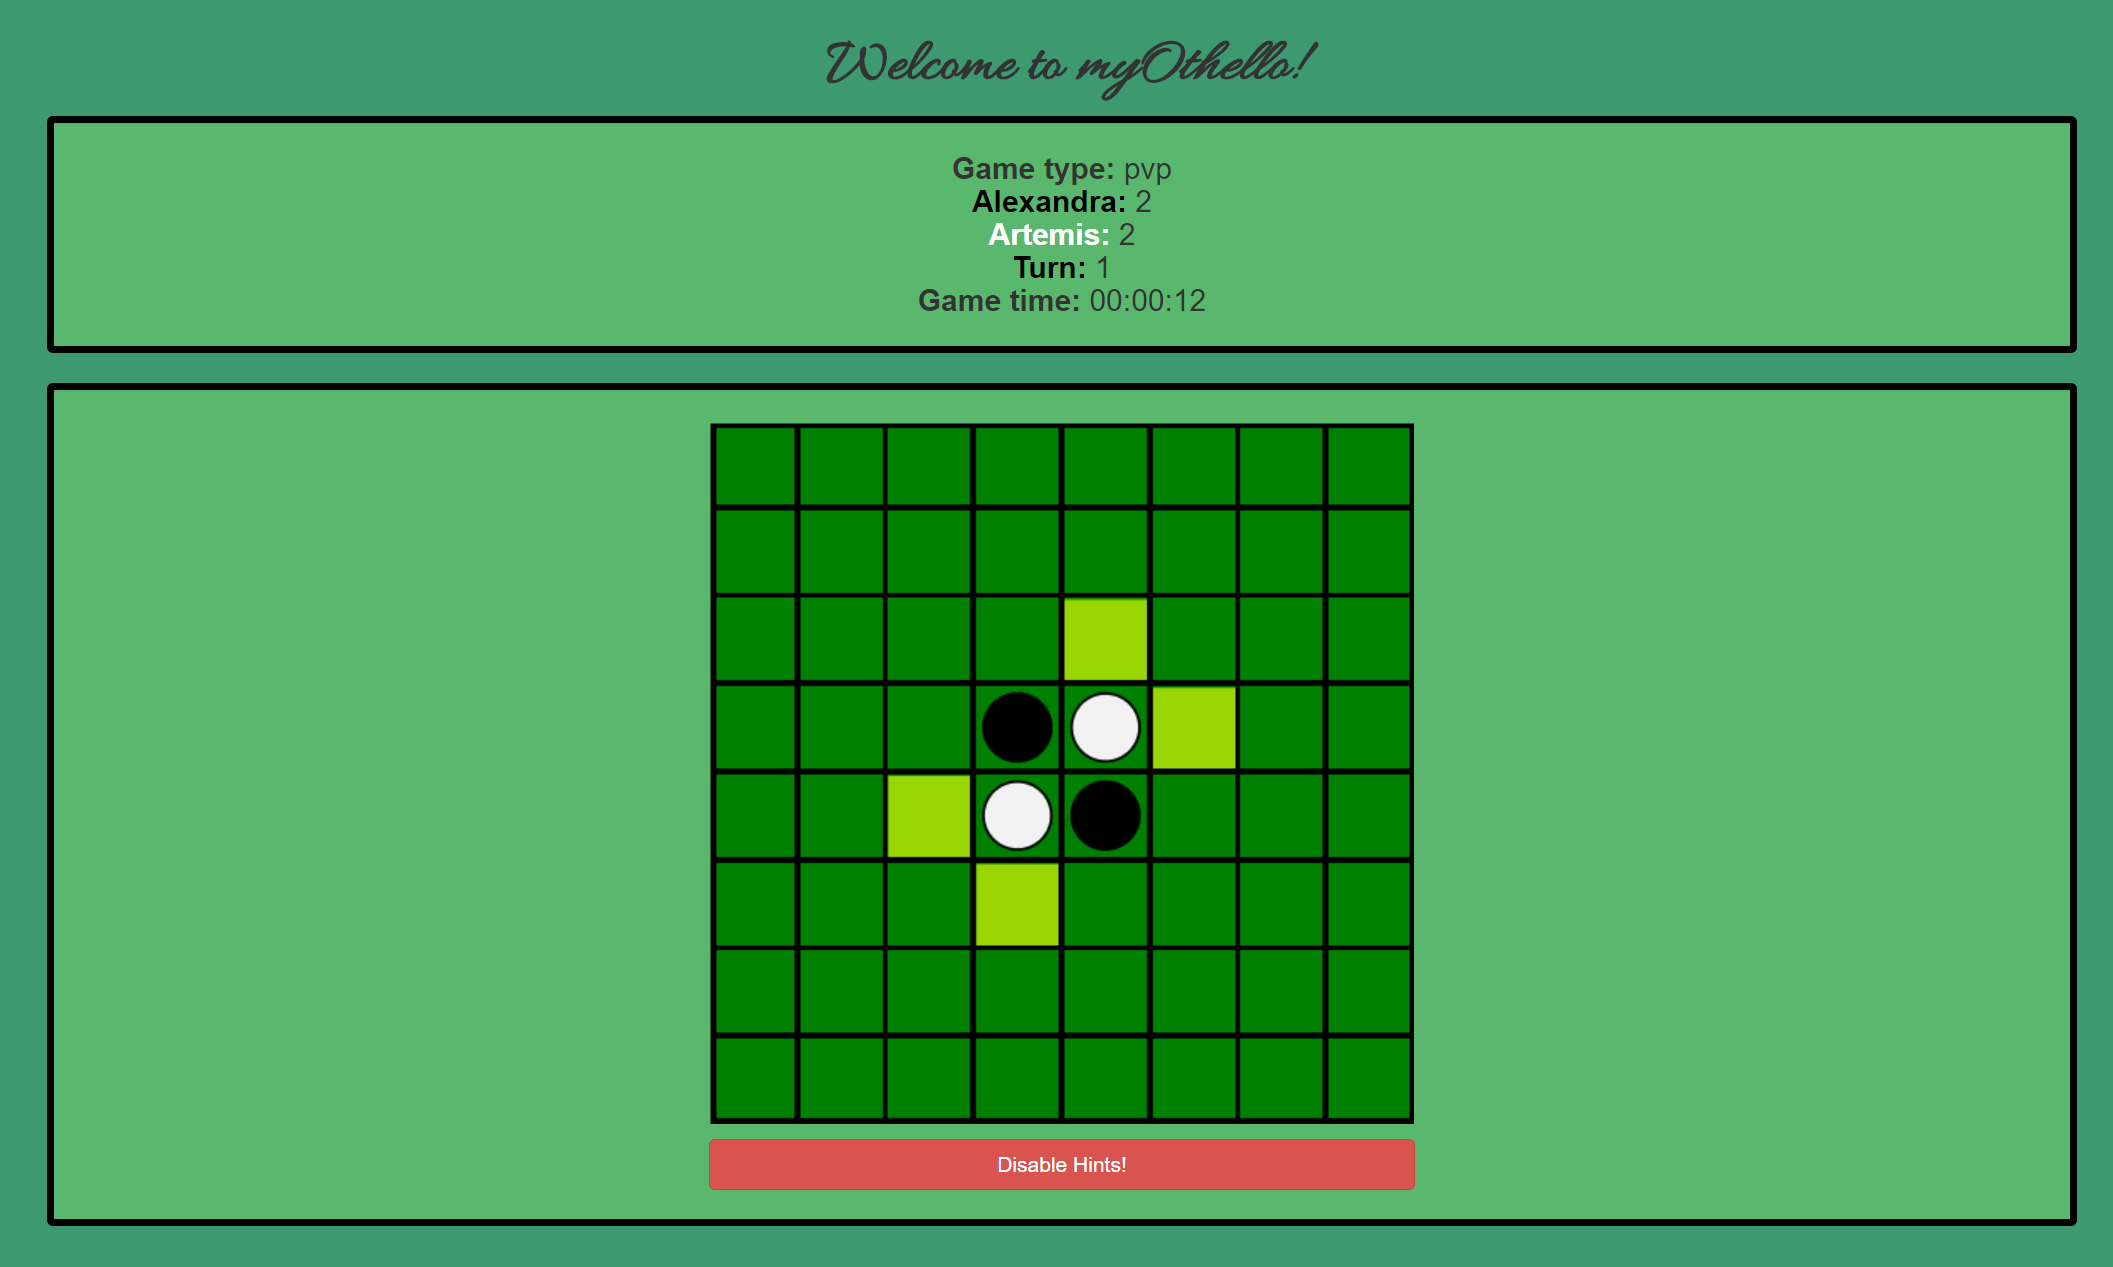 Welcome to myOthello!
Game type: pvp
Alexandra: 2
Artemis: 2
Turn: 1
Game time: 00:00:12
Disable Hints!